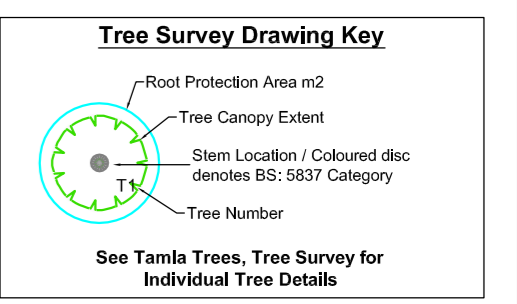 Tree Survey Drawing Key
Root Protection Area m2
Tree Canopy Extent
Stem Location / Coloured disc
denotes BS: 5837 Category
T1
Tree Number
See Tamla Trees, Tree Survey for
Individual Tree Details